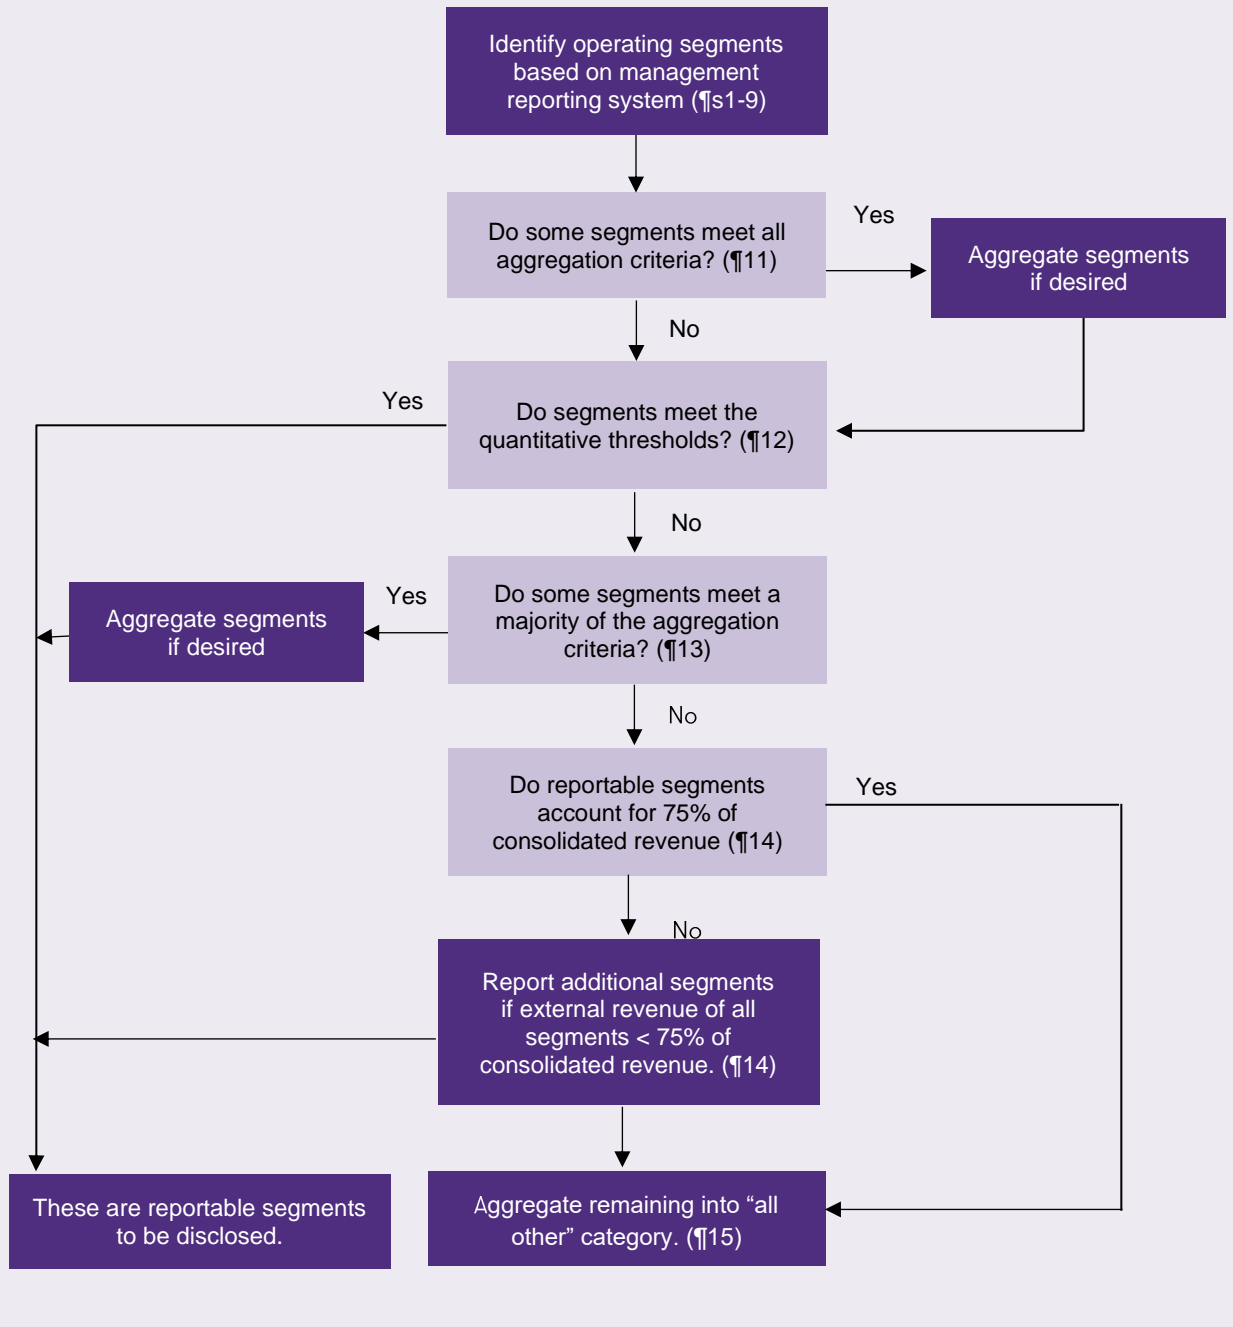 Identify operating segments
based on management
reporting system (¶s1-9)
Do some segments meet all
aggregation criteria? (¶11)
Yes
Aggregate segments
if desired
No
Do segments meet the
quantitative thresholds? (¶12)
Yes
No
Do some segments meet a
majority of the aggregation
criteria? (¶13)
Yes
Aggregate segments
if desired
No
Do reportable segments
account for 75% of
consolidated revenue (¶14)
Yes
No
Report additional segments
if external revenue of all
segments < 75% of
consolidated revenue. (¶14)
These are reportable segments
to be disclosed.
Aggregate remaining into “all
other” category. (¶15)